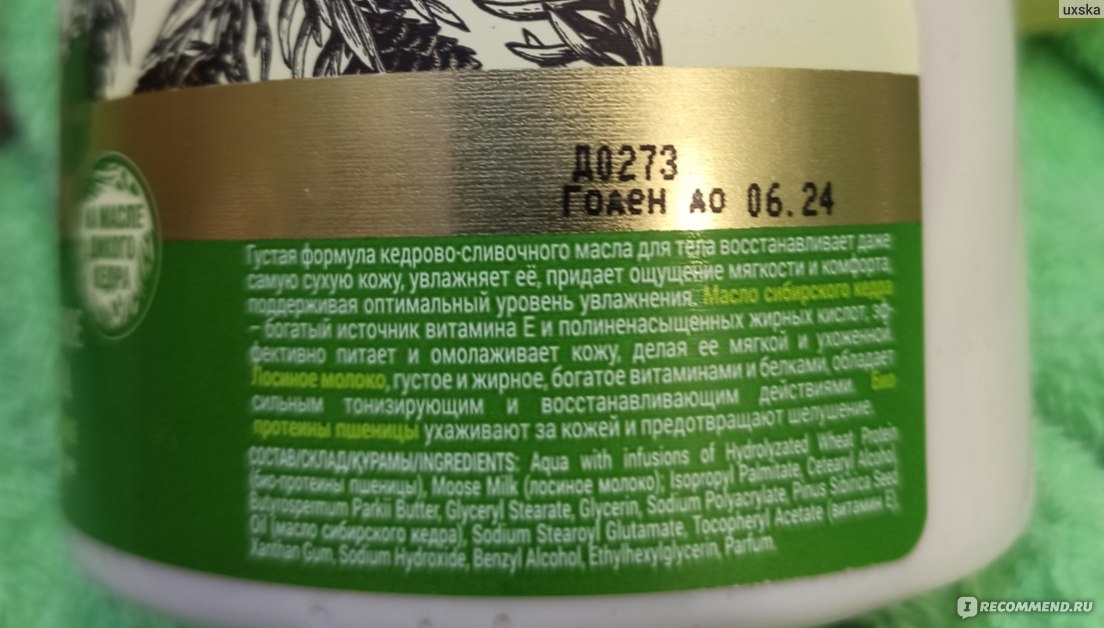 uxska
Д0273
Годен до 06.24
НА МАСЛЕ
ДИКОГО
КЕДРА
Густая формула кедрово-сливочного масла для тела восстанавливает даже
самую сухую кожу, увлажняет её, придает ощущение мягкости и комфорта,
поддерживая оптимальный уровень увлажнения. Масло сибирского кедра
– богатый источник витамина Е и полиненасыщенных жирных кислот, эф-
фективно питает и омолаживает кожу, делая ее мягкой и ухоженной.
Лосиное молоко, густое и жирное, богатое витаминами и белками, обладает
сильным тонизирующим и восстанавливающим действиями. Био
протеины пшеницы ухаживают за кожей и предотвращают шелушение.
СОСТАВ/СКЛАД/ҚҰРАМЫ/INGREDIENTS: Aqua with infusions of Hydrolyzated Wheat Protein
(био-протеины пшеницы), Moose Milk (лосиное молоко); Isopropyl Palmitate, Cetearyl Alcohol,
Butyrospermum Parkii Butter, Glyceryl Stearate, Glycerin, Sodium Polyacrylate, Pinus Sibirica Seed
Oil (масло сибирского кедра), Sodium Stearoyl Glutamate, Tocopheryl Acetate (витамин Е),
Xanthan Gum, Sodium Hydroxide, Benzyl Alcohol, Ethylhexylglycerin, Parfum.
IRECOMMEND.RU